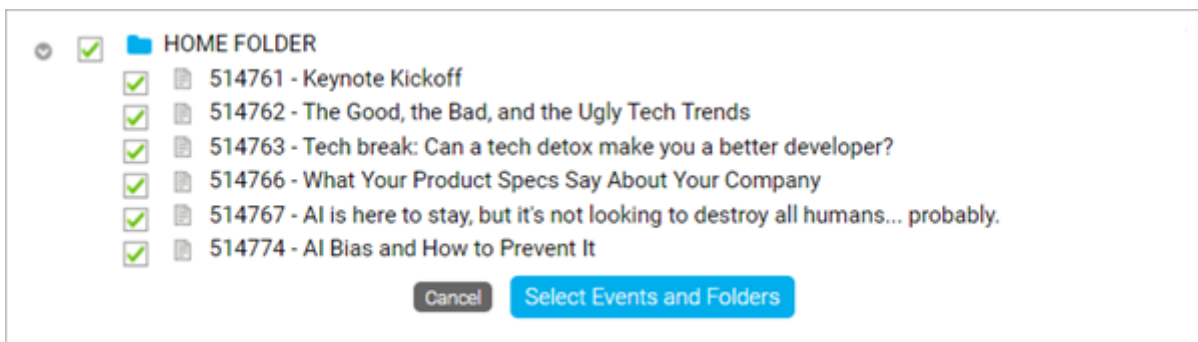 HOME FOLDER
514761 - Keynote Kickoff
514762 - The Good, the Bad, and the Ugly Tech Trends
514763 - Tech break: Can a tech detox make you a better developer?
514766 - What Your Product Specs Say About Your Company
514767 - AI is here to stay, but it's not looking to destroy all humans... probably.
514774 - AI Bias and How to Prevent It
Cancel Select Events and Folders